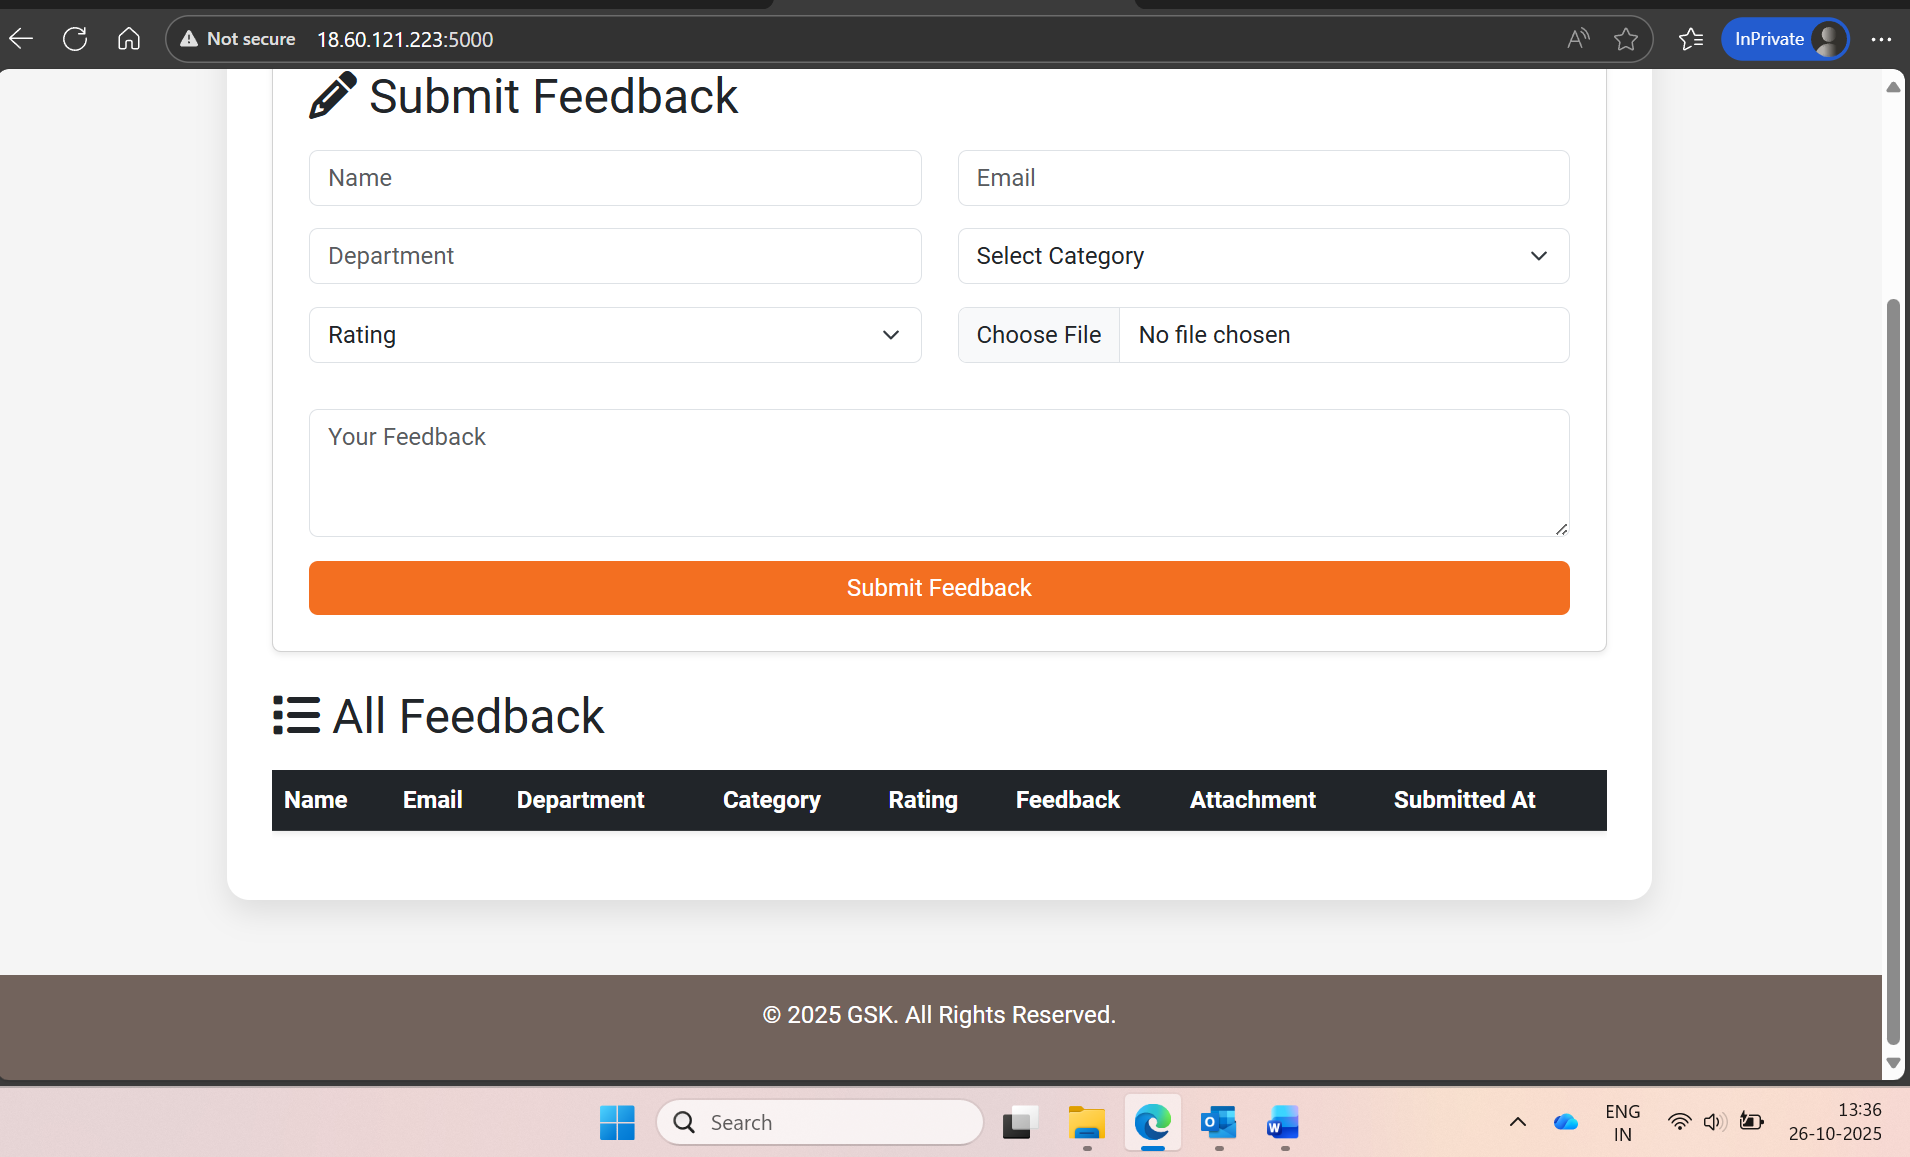 Not secure 18.60.121.223:5000 InPrivate
Submit Feedback
Name Email
Department Select Category
Rating Choose File No file chosen
Your Feedback
Submit Feedback
All Feedback
Name Email Department Category Rating Feedback Attachment Submitted At
© 2025 GSK. All Rights Reserved.
Search
ENG
IN
13:36
26-10-2025